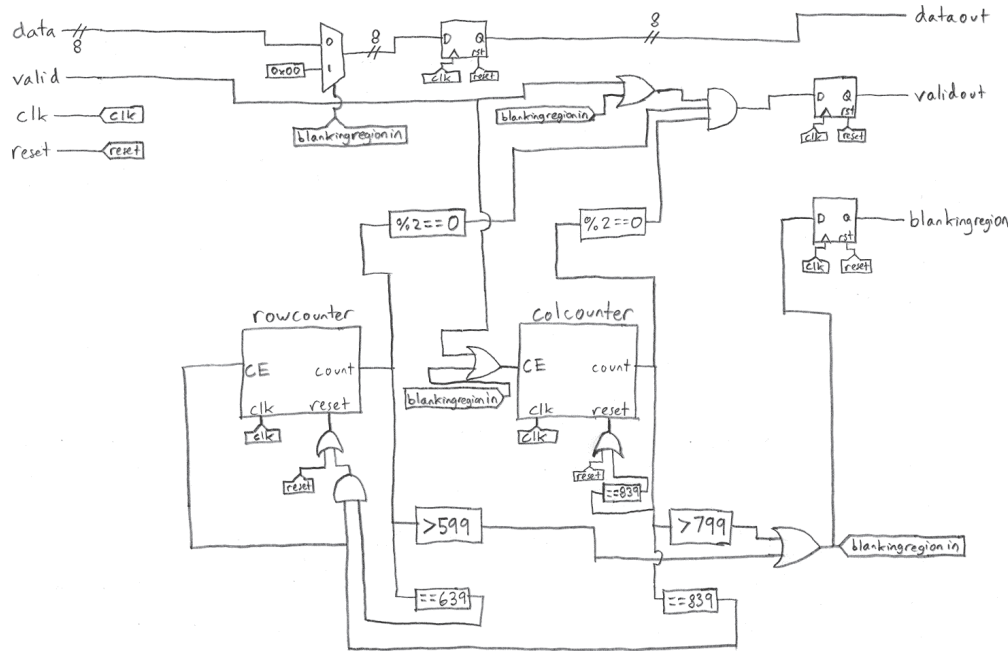 data
8
valid
clk
clk
reset
reset
0
1
0x00
blankingregionin
8
D Q
rst
clk
reset
8
dataout
blankingregionin
D Q
rst
clk
reset
validout
%2==0
%2==0
D Q
rst
clk
reset
blankingregion
rowcounter
CE
count
clk
reset
clk
reset
blankingregionin
colcounter
CE
count
clk
reset
clk
reset
==839
>599
>799
blankingregionin
==639
==839